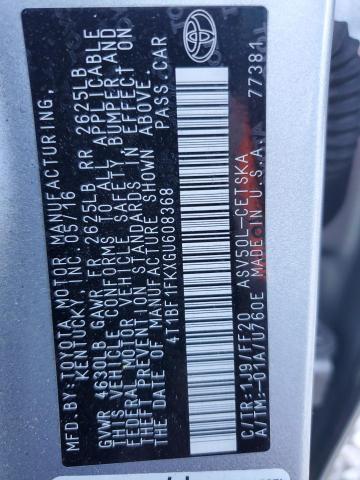 MFD. BY: TOYOTA MOTOR MANUFACTURING,
KENTUCKY, INC. 05/16
GVWR 4630LB GAWR FR 2625LB RR 2625LB
THIS VEHICLE CONFORMS TO ALL APPLICABLE
FEDERAL MOTOR VEHICLE SAFETY, BUMPER, AND
THEFT PREVENTION STANDARDS IN EFFECT ON
THE DATE OF MANUFACTURE SHOWN ABOVE.
4T1BF1FKXGU608368 PASS.CAR
C/TR: 1J9/FF20 ASV50L-CETSKA
A/TM: -01A/U760E MADE IN U.S.A. 77381
TOYOTA